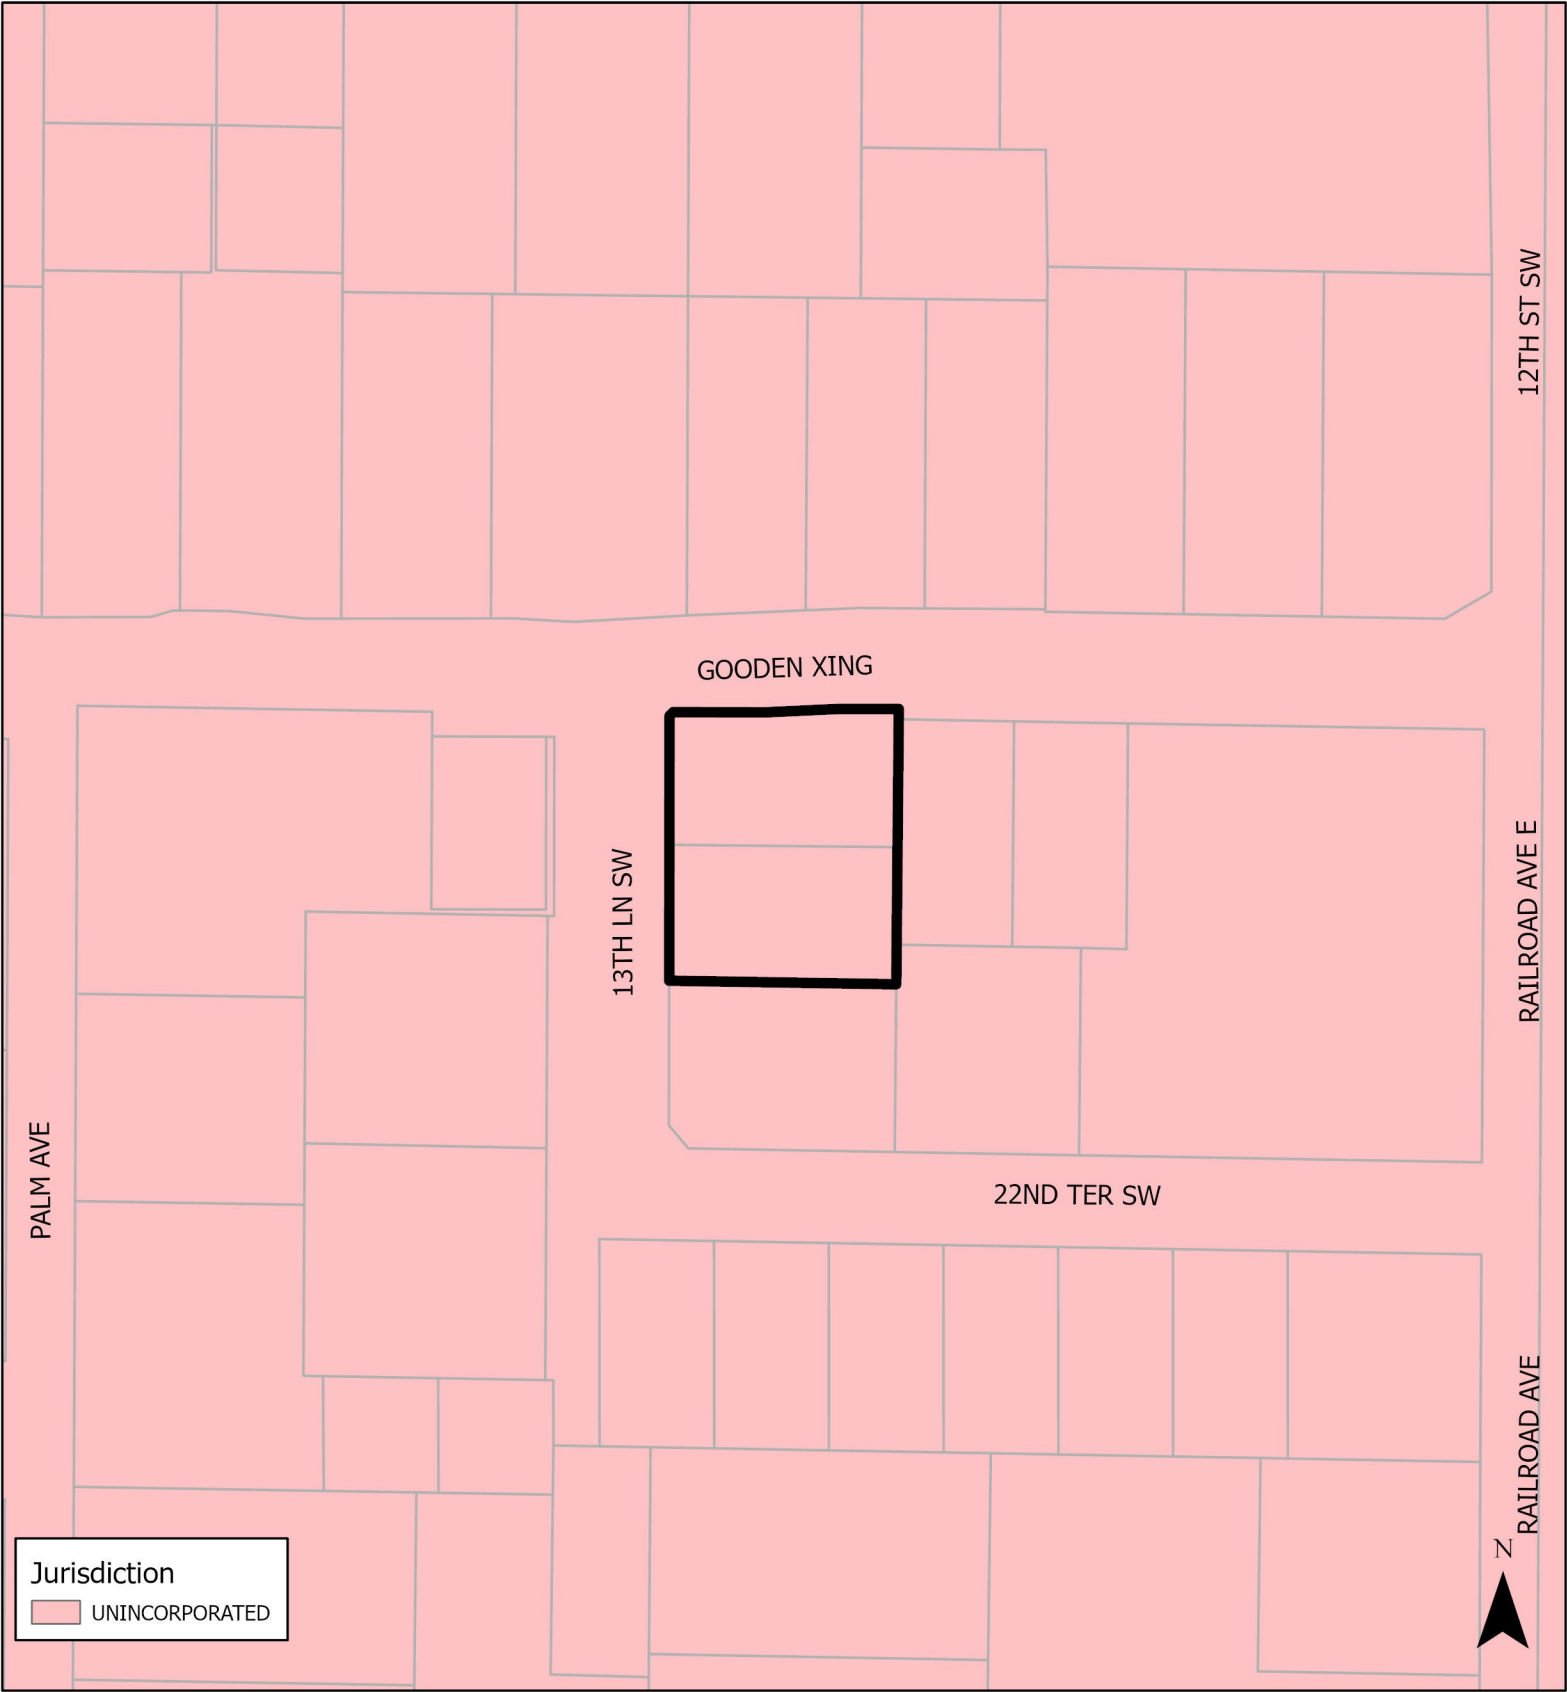 12TH ST SW
GOODEN XING
13TH LN SW
RAILROAD AVE E
PALM AVE
22ND TER SW
RAILROAD AVE
Jurisdiction
UNINCORPORATED
N